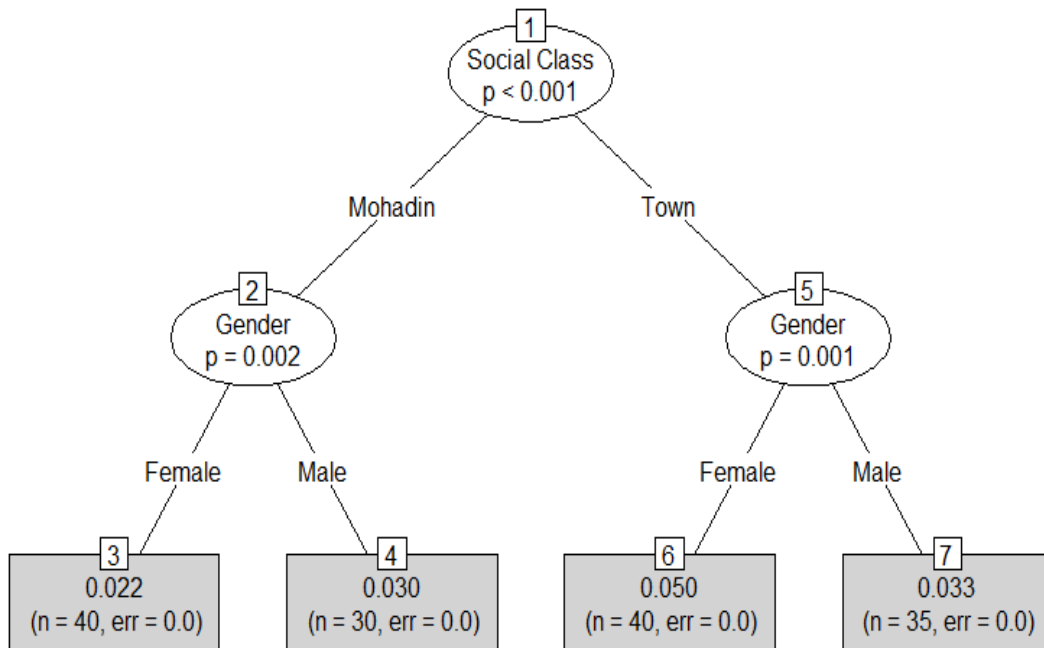 1
Social Class
p < 0.001
Mohadin
Town
2
Gender
p = 0.002
5
Gender
p = 0.001
Female
Male
Female
Male
3
0.022
(n = 40, err = 0.0)
4
0.030
(n = 30, err = 0.0)
6
0.050
(n = 40, err = 0.0)
7
0.033
(n = 35, err = 0.0)